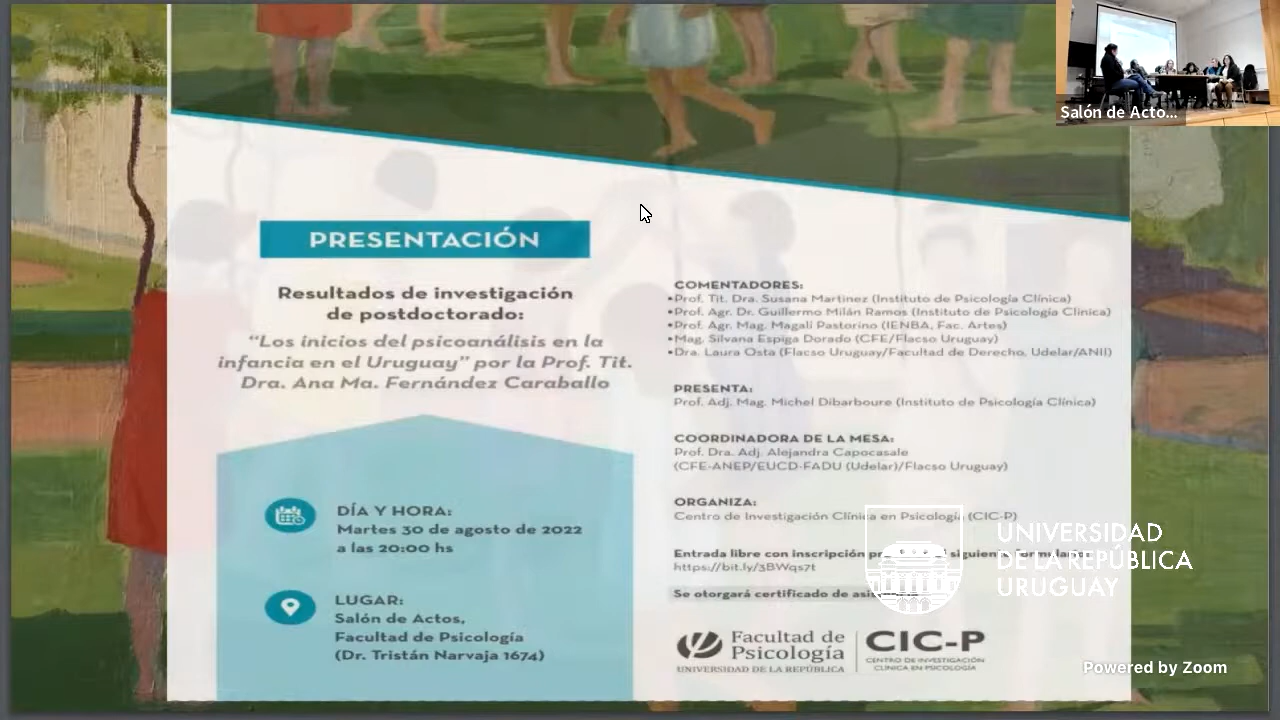 Salón de Acto...
PRESENTACIÓN
Resultados de investigación
de postdoctorado:
“Los inicios del psicoanálisis en la
infancia en el Uruguay” por la Prof. Tit.
Dra. Ana Ma. Fernández Caraballo
DÍA Y HORA:
Martes 30 de agosto de 2022
a las 20:00 hs
LUGAR:
Salón de Actos,
Facultad de Psicología
(Dr. Tristán Narvaja 1674)
COMENTADORES:
•Prof. Tit. Dra. Susana Martinez (Instituto de Psicología Clínica)
•Prof. Agr. Dr. Guillermo Milán Ramos (Instituto de Psicología Clínica)
•Prof. Agr. Mag. Magalí Pastorino (IENBA, Fac. Artes)
•Mag. Silvana Espiga Dorado (CFE/Flacso Uruguay)
•Dra. Laura Osta (Flacso Uruguay/Facultad de Derecho, Udelar/ANII)
PRESENTA:
Prof. Adj. Mag. Michel Dibarboure (Instituto de Psicología Clínica)
COORDINADORA DE LA MESA:
Prof. Dra. Adj. Alejandra Capocasale
(CFE-ANEP/EUCD-FADU (Udelar)/Flacso Uruguay)
ORGANIZA:
Centro de Investigación Clínica en Psicología (CIC-P)
Entrada libre con inscripción siguiente formulario
https://bit.ly/3BWqs7t
Se otorgará certificado de
Facultad de
Psicología
UNIVERSIDAD DE LA REPÚBLICA
CIC-P
CENTRO DE INVESTIGACIÓN
CLÍNICA EN PSICOLOGÍA
UNIVERSIDAD
DE LA REPÚBLICA
URUGUAY
Powered by Zoom